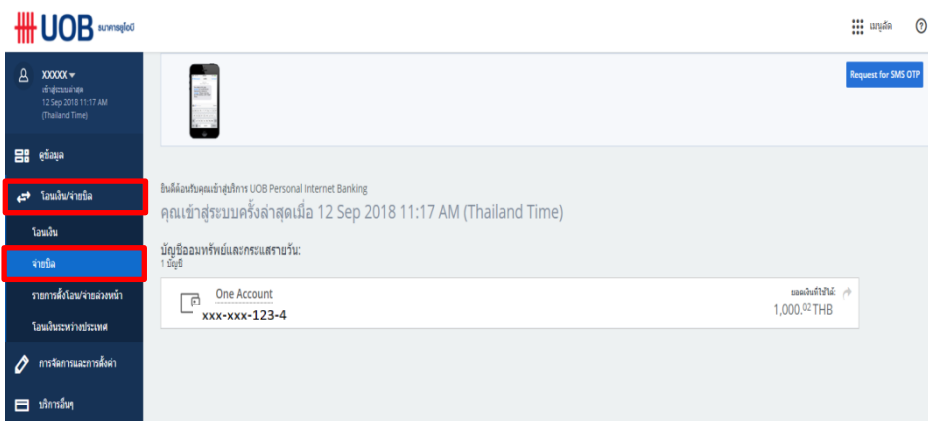 UOB ธนาคารยูโอบี
เมนูลัด
Request for SMS OTP
XXXXX
เข้าสู่ระบบล่าสุด
12 Sep 2018 11:17 AM
(Thailand Time)
ดูข้อมูล
โอนเงิน/จ่ายบิล
โอนเงิน
จ่ายบิล
รายการตั้งโอน/จ่ายล่วงหน้า
โอนเงินระหว่างประเทศ
การจัดการและการตั้งค่า
บริการอื่นๆ
ยินดีต้อนรับคุณเข้าสู่บริการ UOB Personal Internet Banking
คุณเข้าสู่ระบบครั้งล่าสุดเมื่อ 12 Sep 2018 11:17 AM (Thailand Time)
บัญชีออมทรัพย์และกระแสรายวัน:
1 บัญชี
One Account
xxx-xxx-123-4
ยอดเงินที่ใช้ได้:
1,000.02 THB